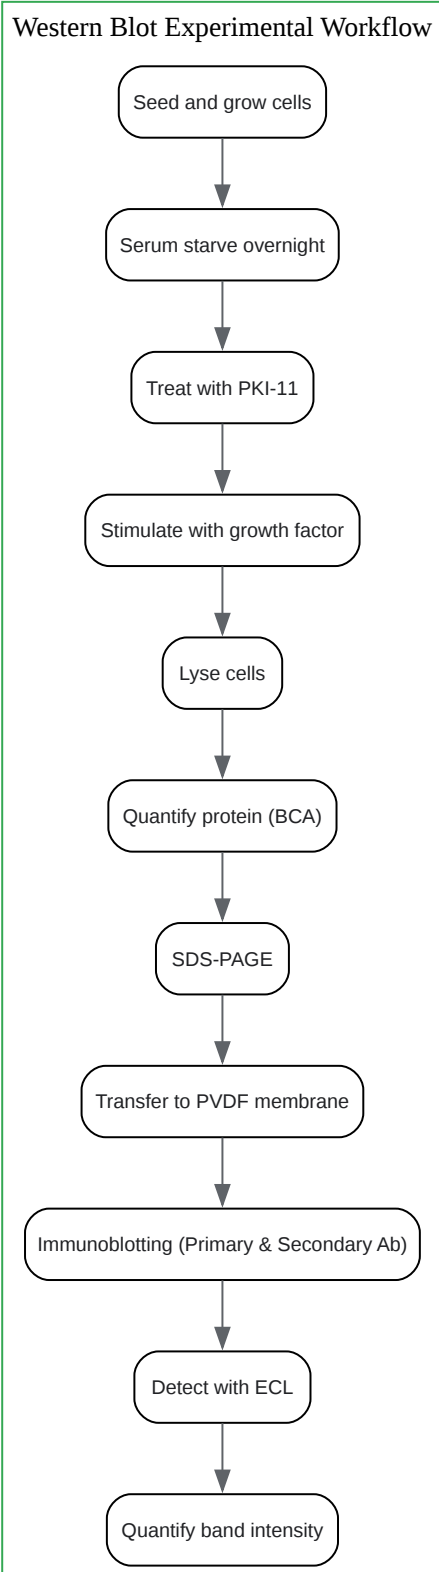 Western Blot Experimental Workflow
Seed and grow cells
Serum starve overnight
Treat with PKI-11
Stimulate with growth factor
Lyse cells
Quantify protein (BCA)
SDS-PAGE
Transfer to PVDF membrane
Immunoblotting (Primary & Secondary Ab)
Detect with ECL
Quantify band intensity